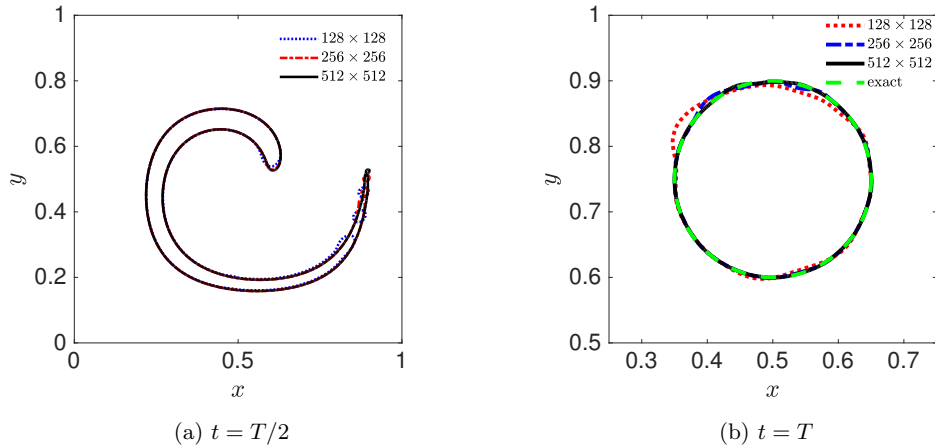 1
0.8
0.6
0.4
0.2
0
y
128 × 128
256 × 256
512 × 512
0
0.5
1
x
(a) t = T/2
1
0.9
0.8
0.7
0.6
0.5
y
128 × 128
256 × 256
512 × 512
exact
0.3 0.4 0.5 0.6 0.7
x
(b) t = T